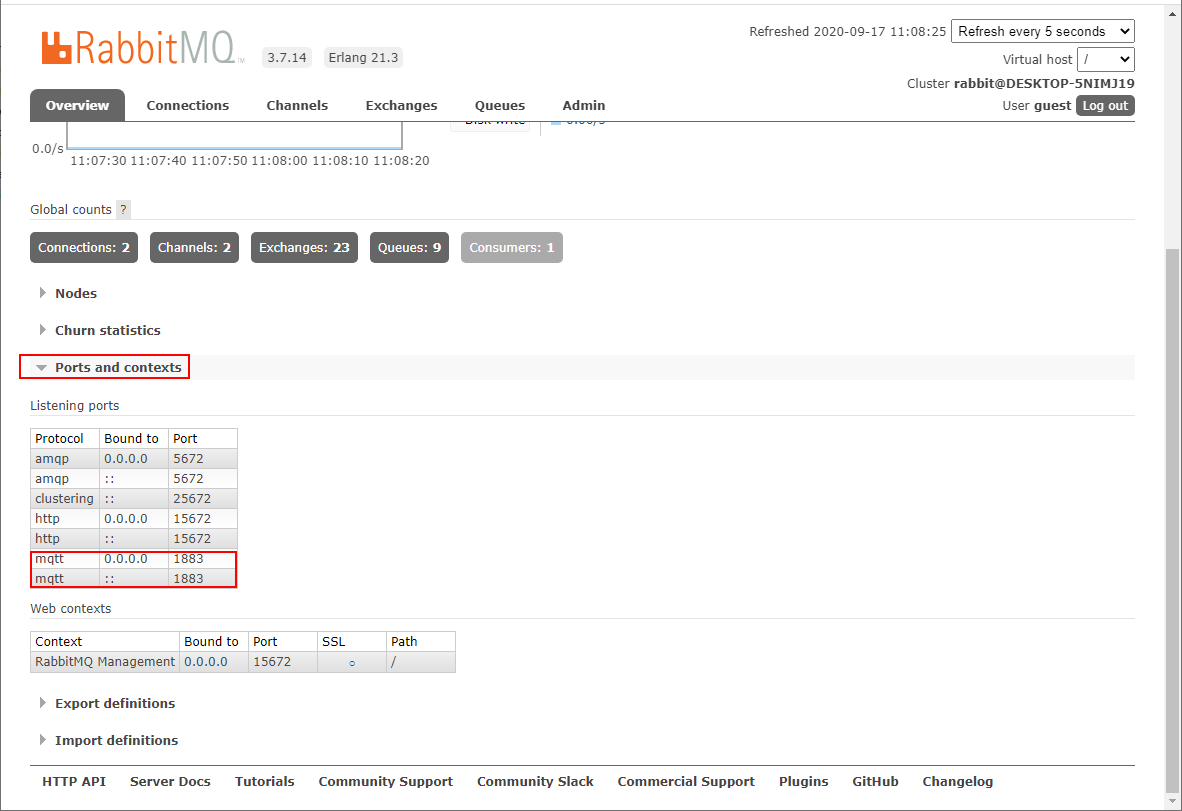 RabbitMQ TM 3.7.14 Erlang 21.3
Refreshed 2020-09-17 11:08:25 Refresh every 5 seconds
Virtual host /
Cluster rabbit@DESKTOP-5NIMJ19
User guest Log out
Overview Connections Channels Exchanges Queues Admin
Disk write 0.00/s
0.0/s
11:07:30 11:07:40 11:07:50 11:08:00 11:08:10 11:08:20
Global counts ?
Connections: 2 Channels: 2 Exchanges: 23 Queues: 9 Consumers: 1
Nodes
Churn statistics
Ports and contexts
Listening ports
Protocol Bound to Port
amqp 0.0.0.0 5672
amqp :: 5672
clustering :: 25672
http 0.0.0.0 15672
http :: 15672
mqtt 0.0.0.0 1883
mqtt :: 1883
Web contexts
Context Bound to Port SSL Path
RabbitMQ Management 0.0.0.0 15672 ○ /
Export definitions
Import definitions
HTTP API Server Docs Tutorials Community Support Community Slack Commercial Support Plugins GitHub Changelog